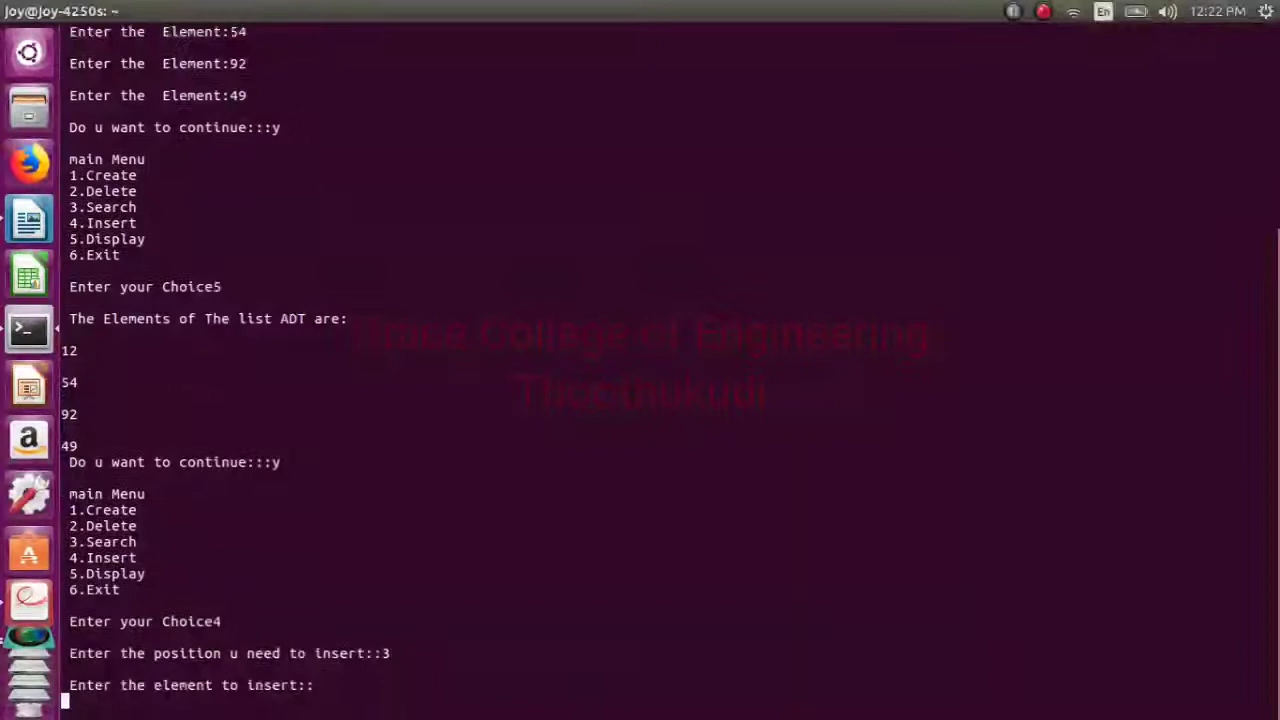 joy@joy-4250s: ~
En
12:22 PM
Enter the  Element:54
Enter the  Element:92
Enter the  Element:49
Do u want to continue:::y
main Menu
1.Create
2.Delete
3.Search
4.Insert
5.Display
6.Exit
Enter your Choice5
The Elements of The list ADT are:
12
54
92
49
Do u want to continue:::y
main Menu
1.Create
2.Delete
3.Search
4.Insert
5.Display
6.Exit
Enter your Choice4
Enter the position u need to insert::3
Enter the element to insert::
College of Engineering